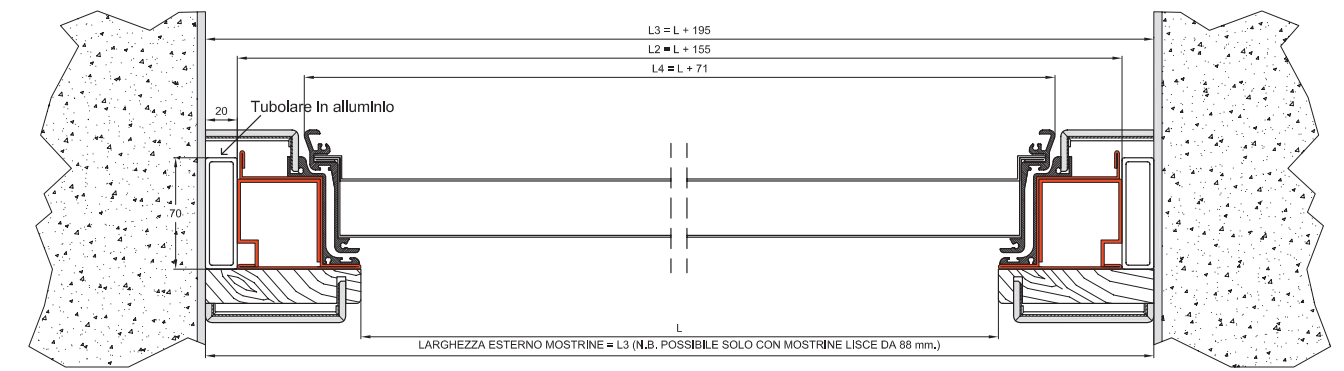 L3 = L + 195
L2 = L + 155
L4 = L + 71
20
Tubolare in alluminio
70
L
LARGHEZZA ESTERNO MOSTRINE = L3 (N.B. POSSIBILE SOLO CON MOSTRINE LISCE DA 88 mm.)